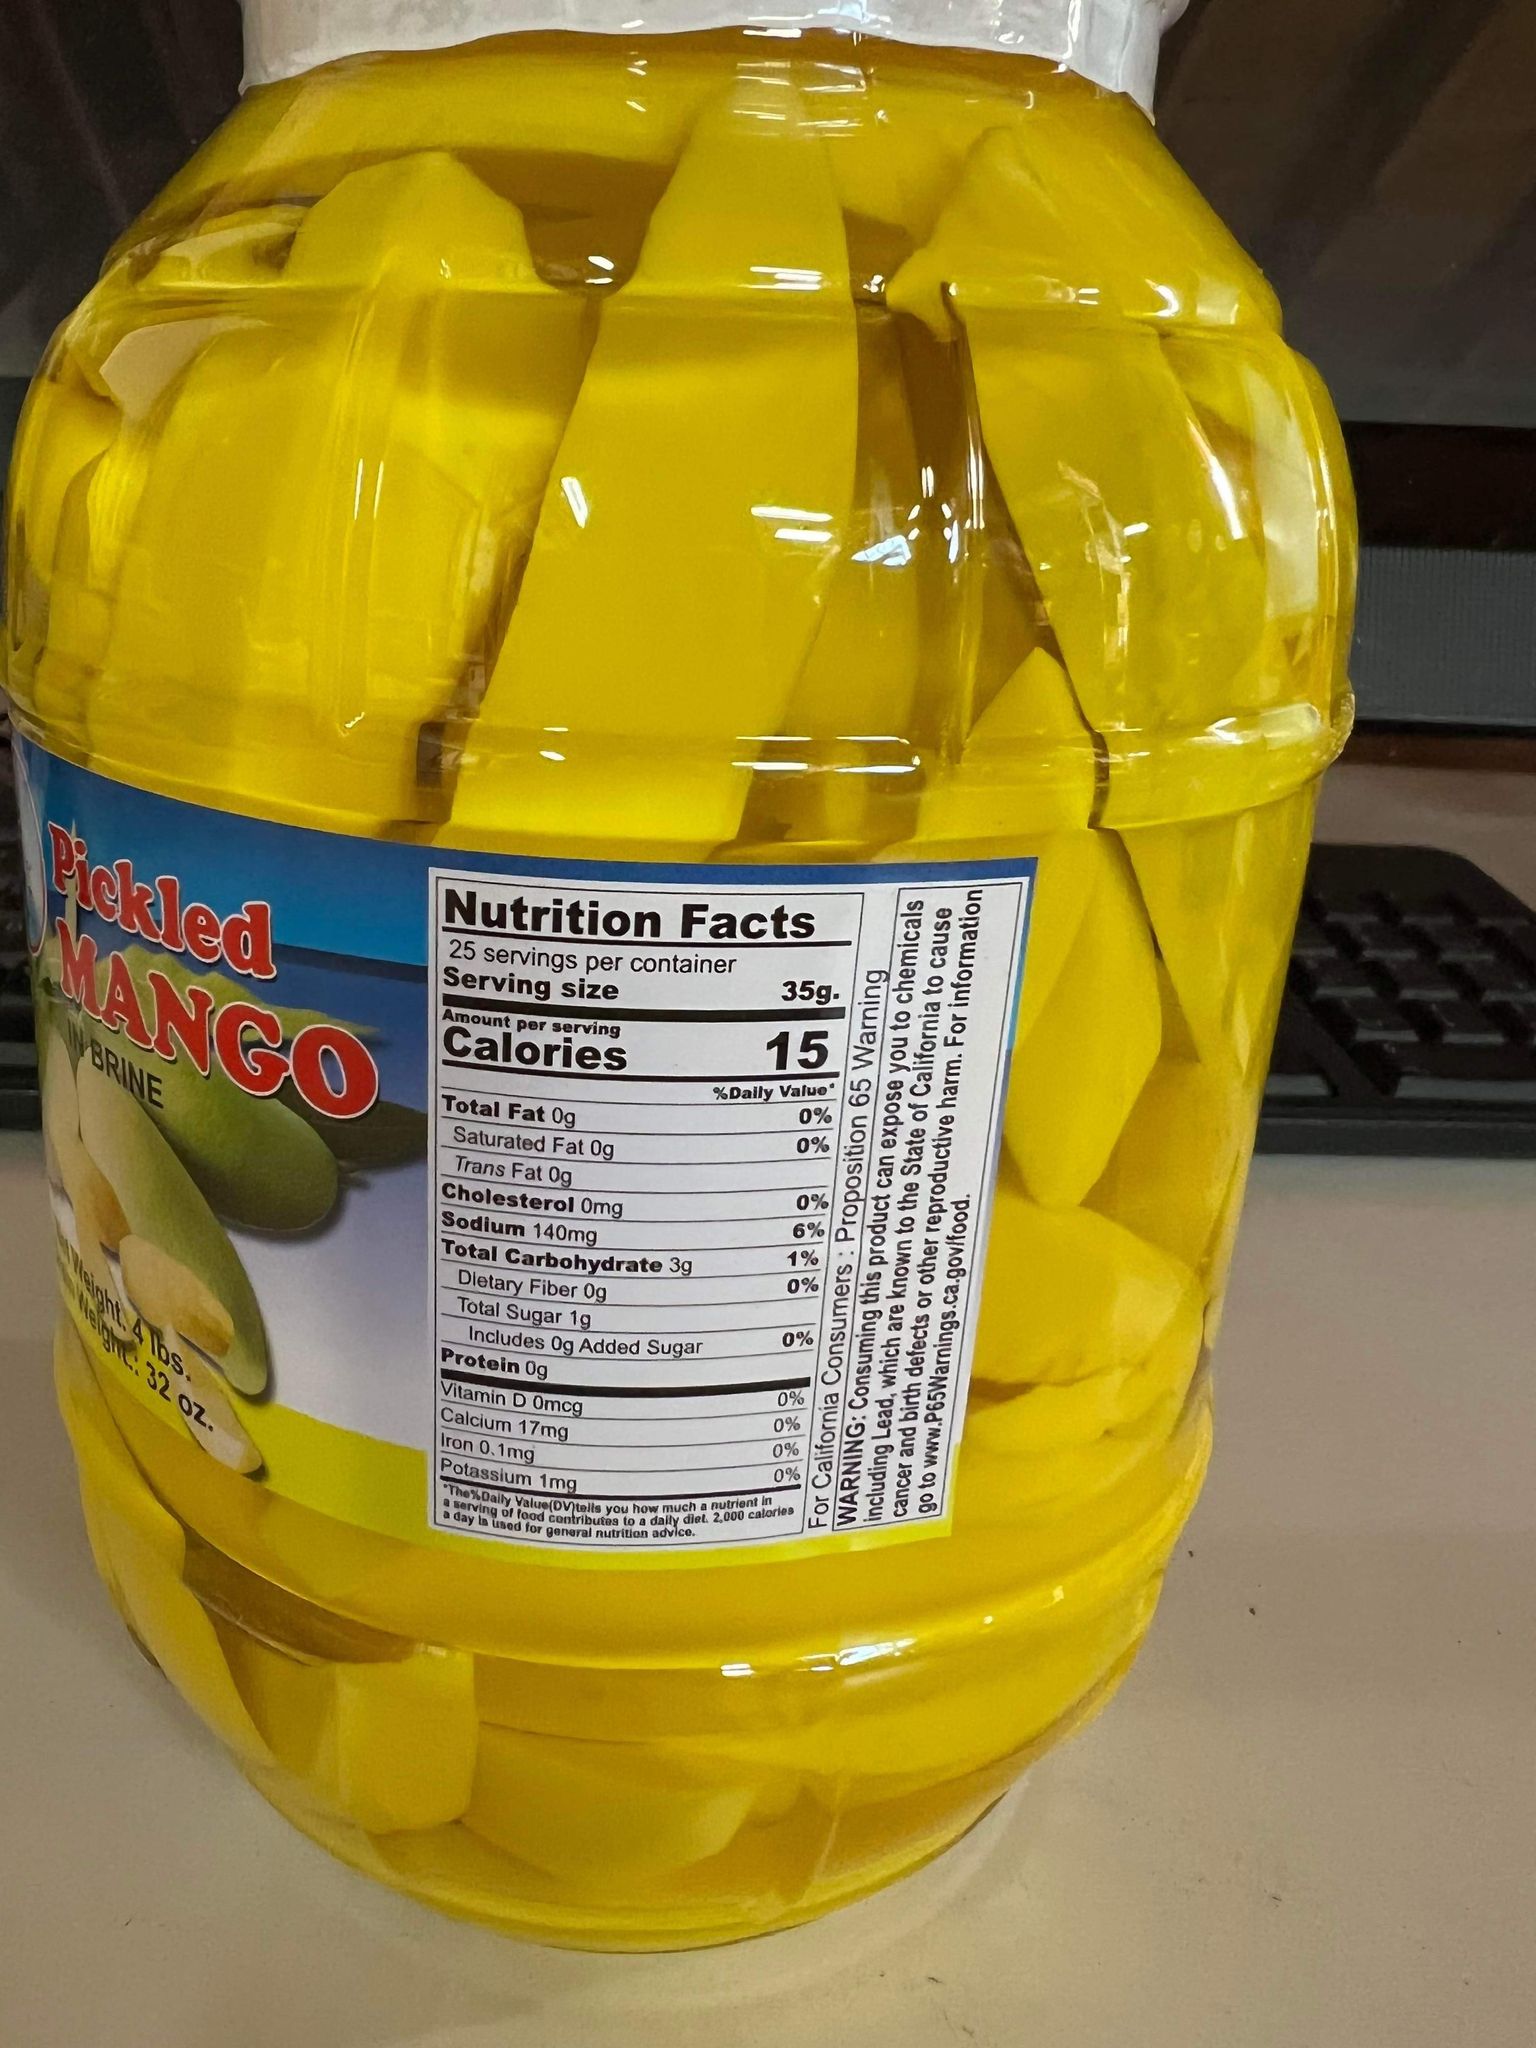 Pickled
MANGO
IN BRINE
Weight: 4 lbs.
Weight: 32 oz.
Nutrition Facts
25 servings per container
Serving size 35g.
Amount per serving
Calories 15
%Daily Value*
Total Fat 0g 0%
Saturated Fat 0g 0%
Trans Fat 0g
Cholesterol 0mg 0%
Sodium 140mg 6%
Total Carbohydrate 3g 1%
Dietary Fiber 0g 0%
Total Sugar 1g
Includes 0g Added Sugar 0%
Protein 0g
Vitamin D 0mcg 0%
Calcium 17mg 0%
Iron 0.1mg 0%
Potassium 1mg 0%
*The%Daily Value(DV)tells you how much a nutrient in
a serving of food contributes to a daily diet. 2,000 calories
a day is used for general nutrition advice.
For California Consumers : Proposition 65 Warning
WARNING: Consuming this product can expose you to chemicals
including Lead, which are known to the State of California to cause
cancer and birth defects or other reproductive harm. For information
go to www.P65Warnings.ca.gov/food.